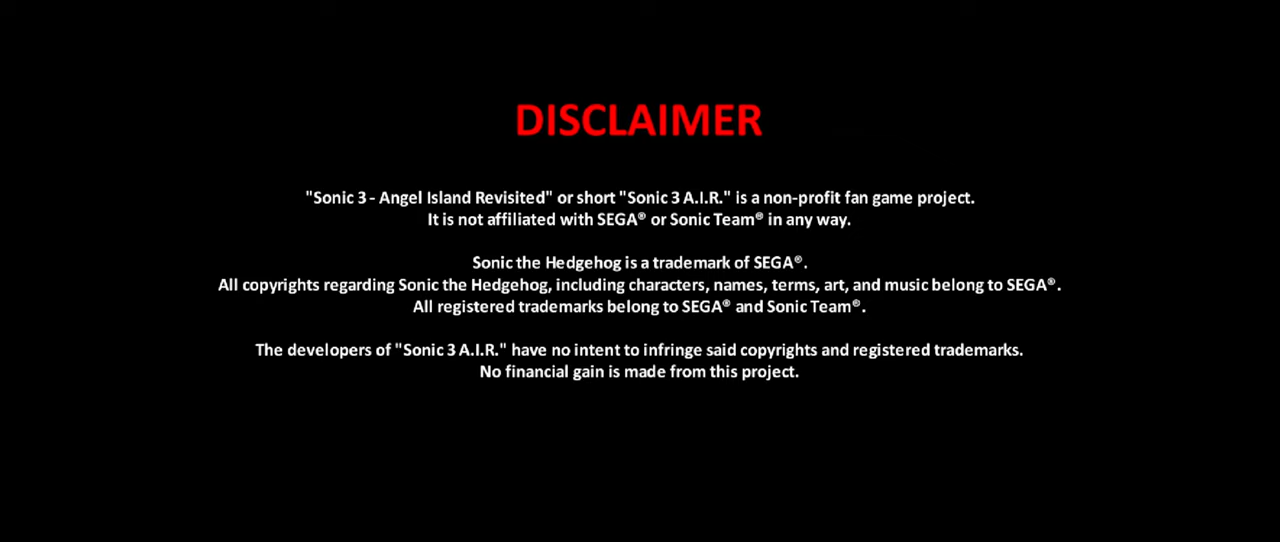 DISCLAIMER
"Sonic 3 - Angel Island Revisited" or short "Sonic 3 A.I.R." is a non-profit fan game project.
It is not affiliated with SEGA® or Sonic Team® in any way.
Sonic the Hedgehog is a trademark of SEGA®.
All copyrights regarding Sonic the Hedgehog, including characters, names, terms, art, and music belong to SEGA®.
All registered trademarks belong to SEGA® and Sonic Team®.
The developers of "Sonic 3 A.I.R." have no intent to infringe said copyrights and registered trademarks.
No financial gain is made from this project.